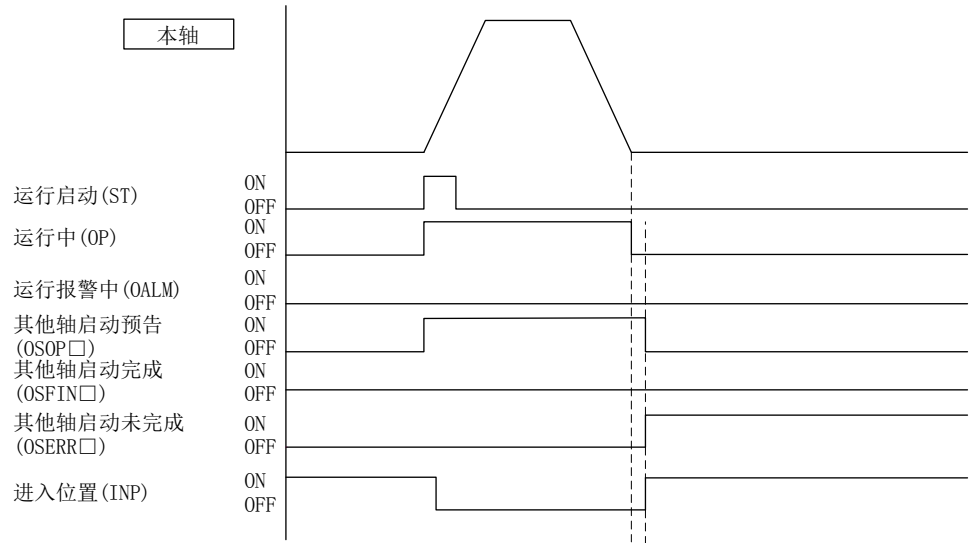 本轴
运行启动(ST)
ON
OFF
运行中(OP)
ON
OFF
运行报警中(OALM)
ON
OFF
其他轴启动预告
(OSOP□)
ON
OFF
其他轴启动完成
(OSFIN□)
ON
OFF
其他轴启动未完成
(OSERR□)
ON
OFF
进入位置(INP)
ON
OFF